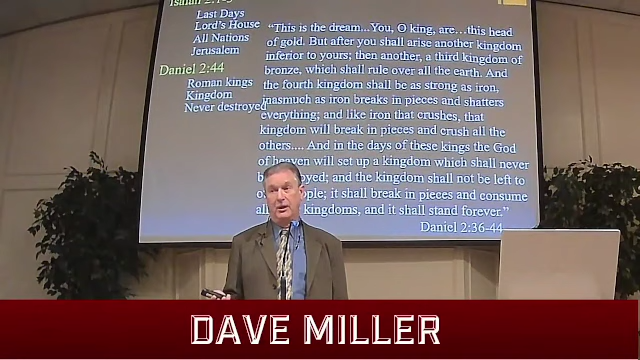 Last Days
Lord's House
All Nations
Jerusalem
Daniel 2:44
Roman kings
Kingdom
Never destroyed
"This is the dream...You, O king, are...this head
of gold. But after you shall arise another kingdom
inferior to yours; then another, a third kingdom of
bronze, which shall rule over all the earth. And
the fourth kingdom shall be as strong as iron,
inasmuch as iron breaks in pieces and shatters
everything; and like iron that crushes, that
kingdom will break in pieces and crush all the
others.... And in the days of these kings the God
of heaven will set up a kingdom which shall never
and the kingdom shall not be left to
it shall break in pieces and consume
kingdoms, and it shall stand forever."
Daniel 2:36-44
DAVE MILLER